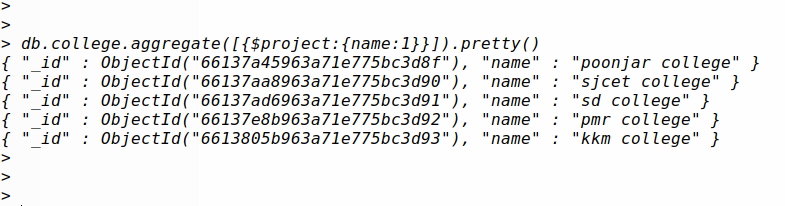 >
>
> db.college.aggregate([{$project:{name:1}}]).pretty()
{ "_id" : ObjectId("66137a45963a71e775bc3d8f"), "name" : "poonjar college" }
{ "_id" : ObjectId("66137aa8963a71e775bc3d90"), "name" : "sjcet college" }
{ "_id" : ObjectId("66137ad6963a71e775bc3d91"), "name" : "sd college" }
{ "_id" : ObjectId("66137e8b963a71e775bc3d92"), "name" : "pmr college" }
{ "_id" : ObjectId("6613805b963a71e775bc3d93"), "name" : "kkm college" }
>
>
>